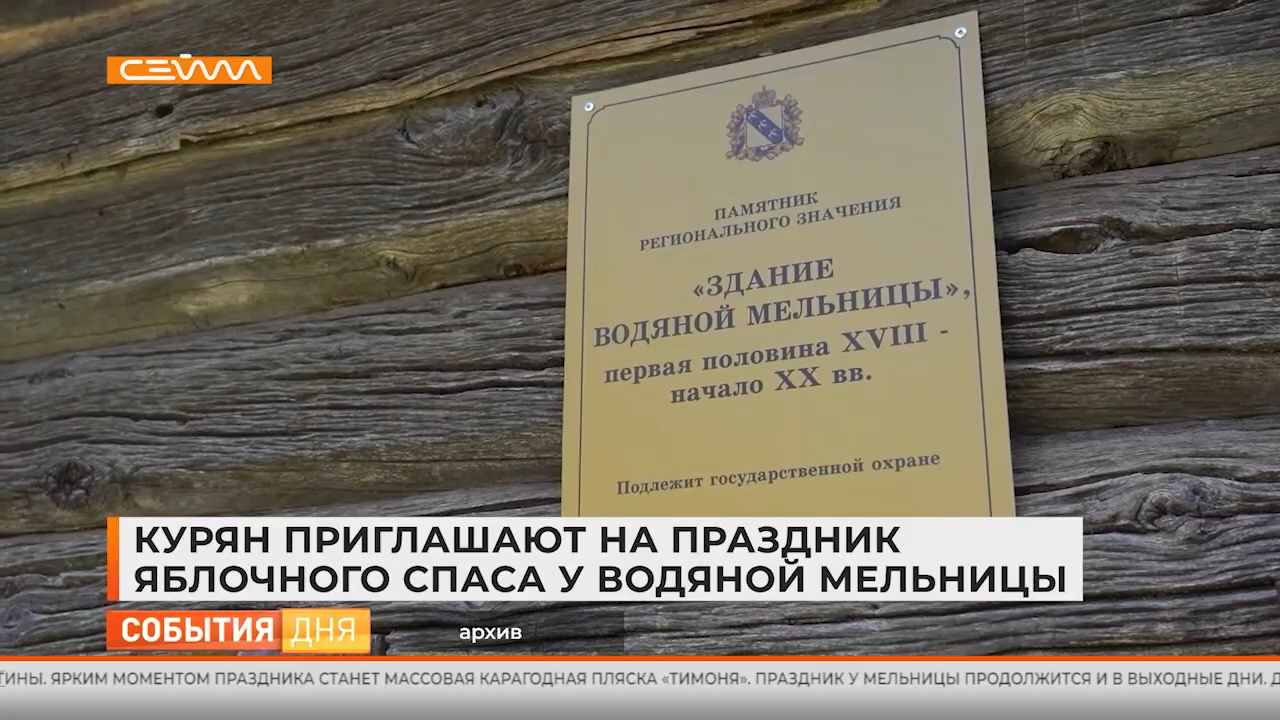 СЕЙМ
ПАМЯТНИК
РЕГИОНАЛЬНОГО ЗНАЧЕНИЯ
«ЗДАНИЕ
ВОДЯНОЙ МЕЛЬНИЦЫ»,
первая половина XVIII -
начало XX вв.
Подлежит государственной охране
КУРЯН ПРИГЛАШАЮТ НА ПРАЗДНИК
ЯБЛОЧНОГО СПАСА У ВОДЯНОЙ МЕЛЬНИЦЫ
СОБЫТИЯ ДНЯ
архив
ЯРКИМ МОМЕНТОМ ПРАЗДНИКА СТАНЕТ МАССОВАЯ КАРАГОДНАЯ ПЛЯСКА «ТИМОНЯ». ПРАЗДНИК У МЕЛЬНИЦЫ ПРОДОЛЖИТСЯ И В ВЫХОДНЫЕ ДНИ.